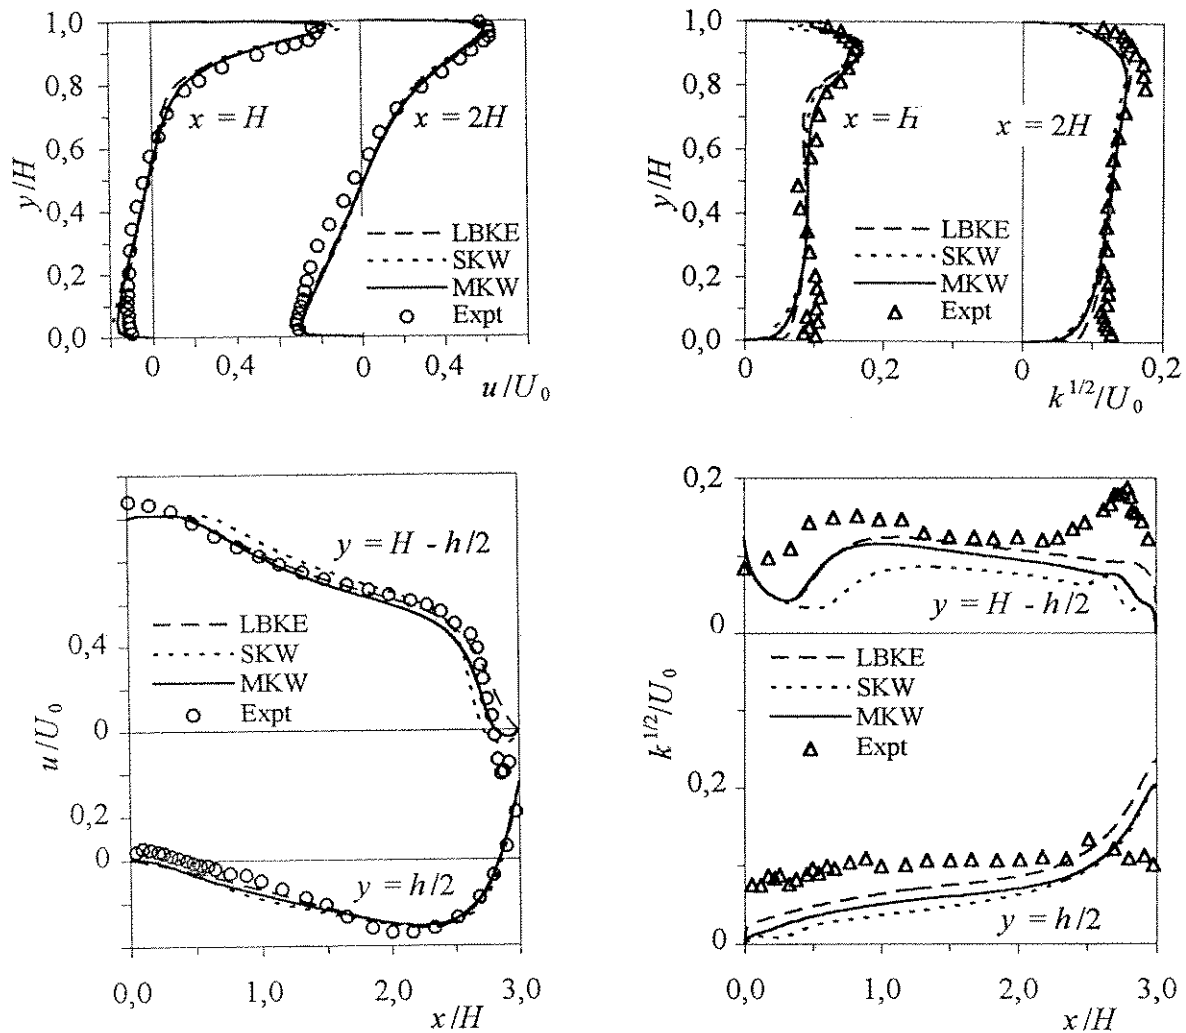 1,0
0,8
0,6
0,4
0,2
0,0
y/H
x = H
x = 2H
LBKE
SKW
MKW
Expt
0
0,4
0
0,4
u/U0
1,0
0,8
0,6
0,4
0,2
0,0
y/H
x = H
x = 2H
LBKE
SKW
MKW
Expt
0
0,2
0
0,2
k1/2/U0
y = H - h/2
LBKE
SKW
MKW
Expt
0,4
0
0,2
0
u/U0
y = h/2
0,0
1,0
2,0
3,0
x/H
0,2
0
y = H - h/2
LBKE
SKW
MKW
Expt
k1/2/U0
0,2
0
y = h/2
0,0
1,0
2,0
3,0
x/H